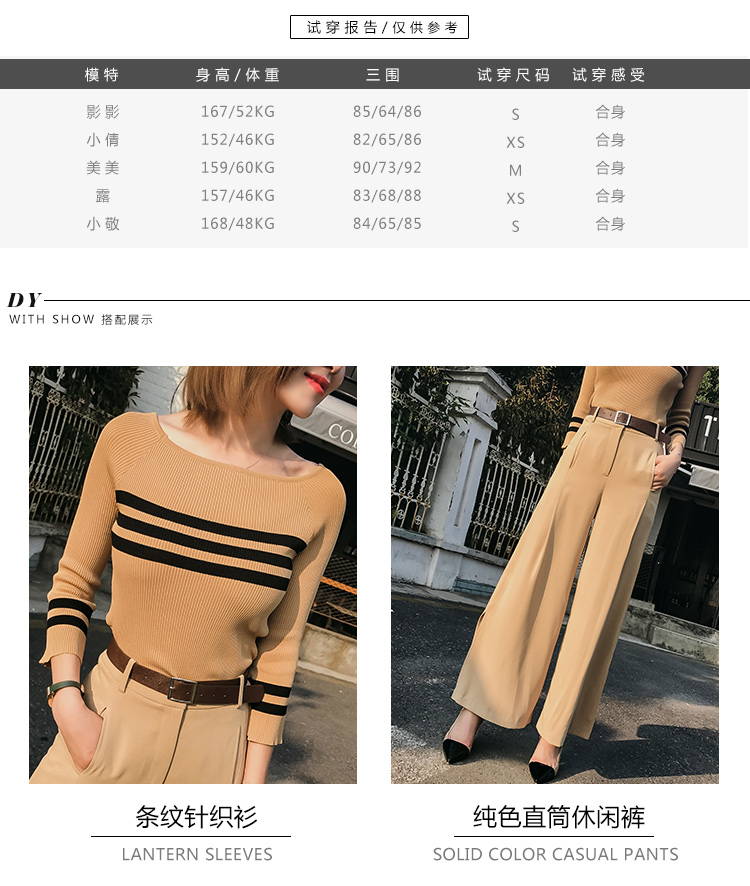 试穿报告/仅供参考
模特 身高/体重 三围 试穿尺码 试穿感受
影影 167/52KG 85/64/86 S 合身
小倩 152/46KG 82/65/86 XS 合身
美美 159/60KG 90/73/92 M 合身
露 157/46KG 83/68/88 XS 合身
小敬 168/48KG 84/65/85 S 合身
DY
WITH SHOW 搭配展示
条纹针织衫
LANTERN SLEEVES
纯色直筒休闲裤
SOLID COLOR CASUAL PANTS